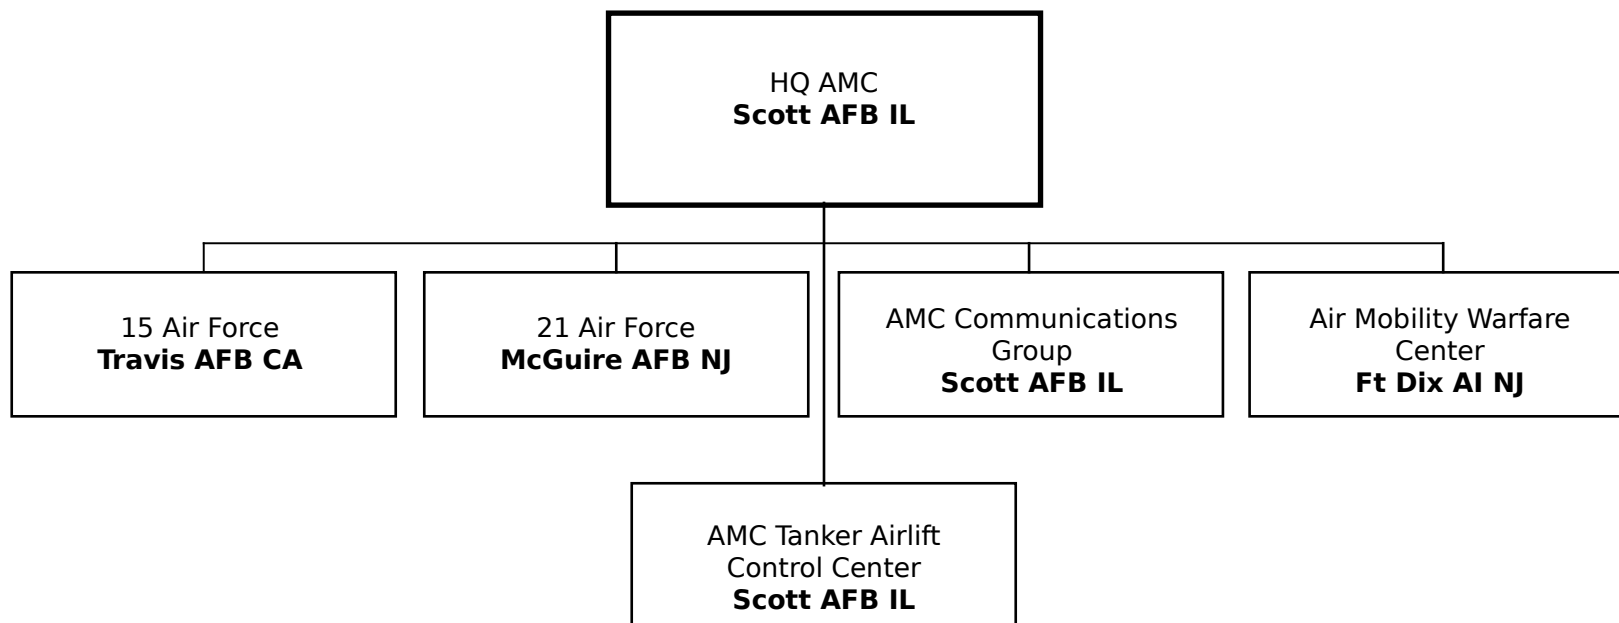 HQ AMC
Scott AFB IL
15 Air Force
Travis AFB CA
21 Air Force
McGuire AFB NJ
AMC Communications
Group
Scott AFB IL
Air Mobility Warfare
Center
Ft Dix AI NJ
AMC Tanker Airlift
Control Center
Scott AFB IL